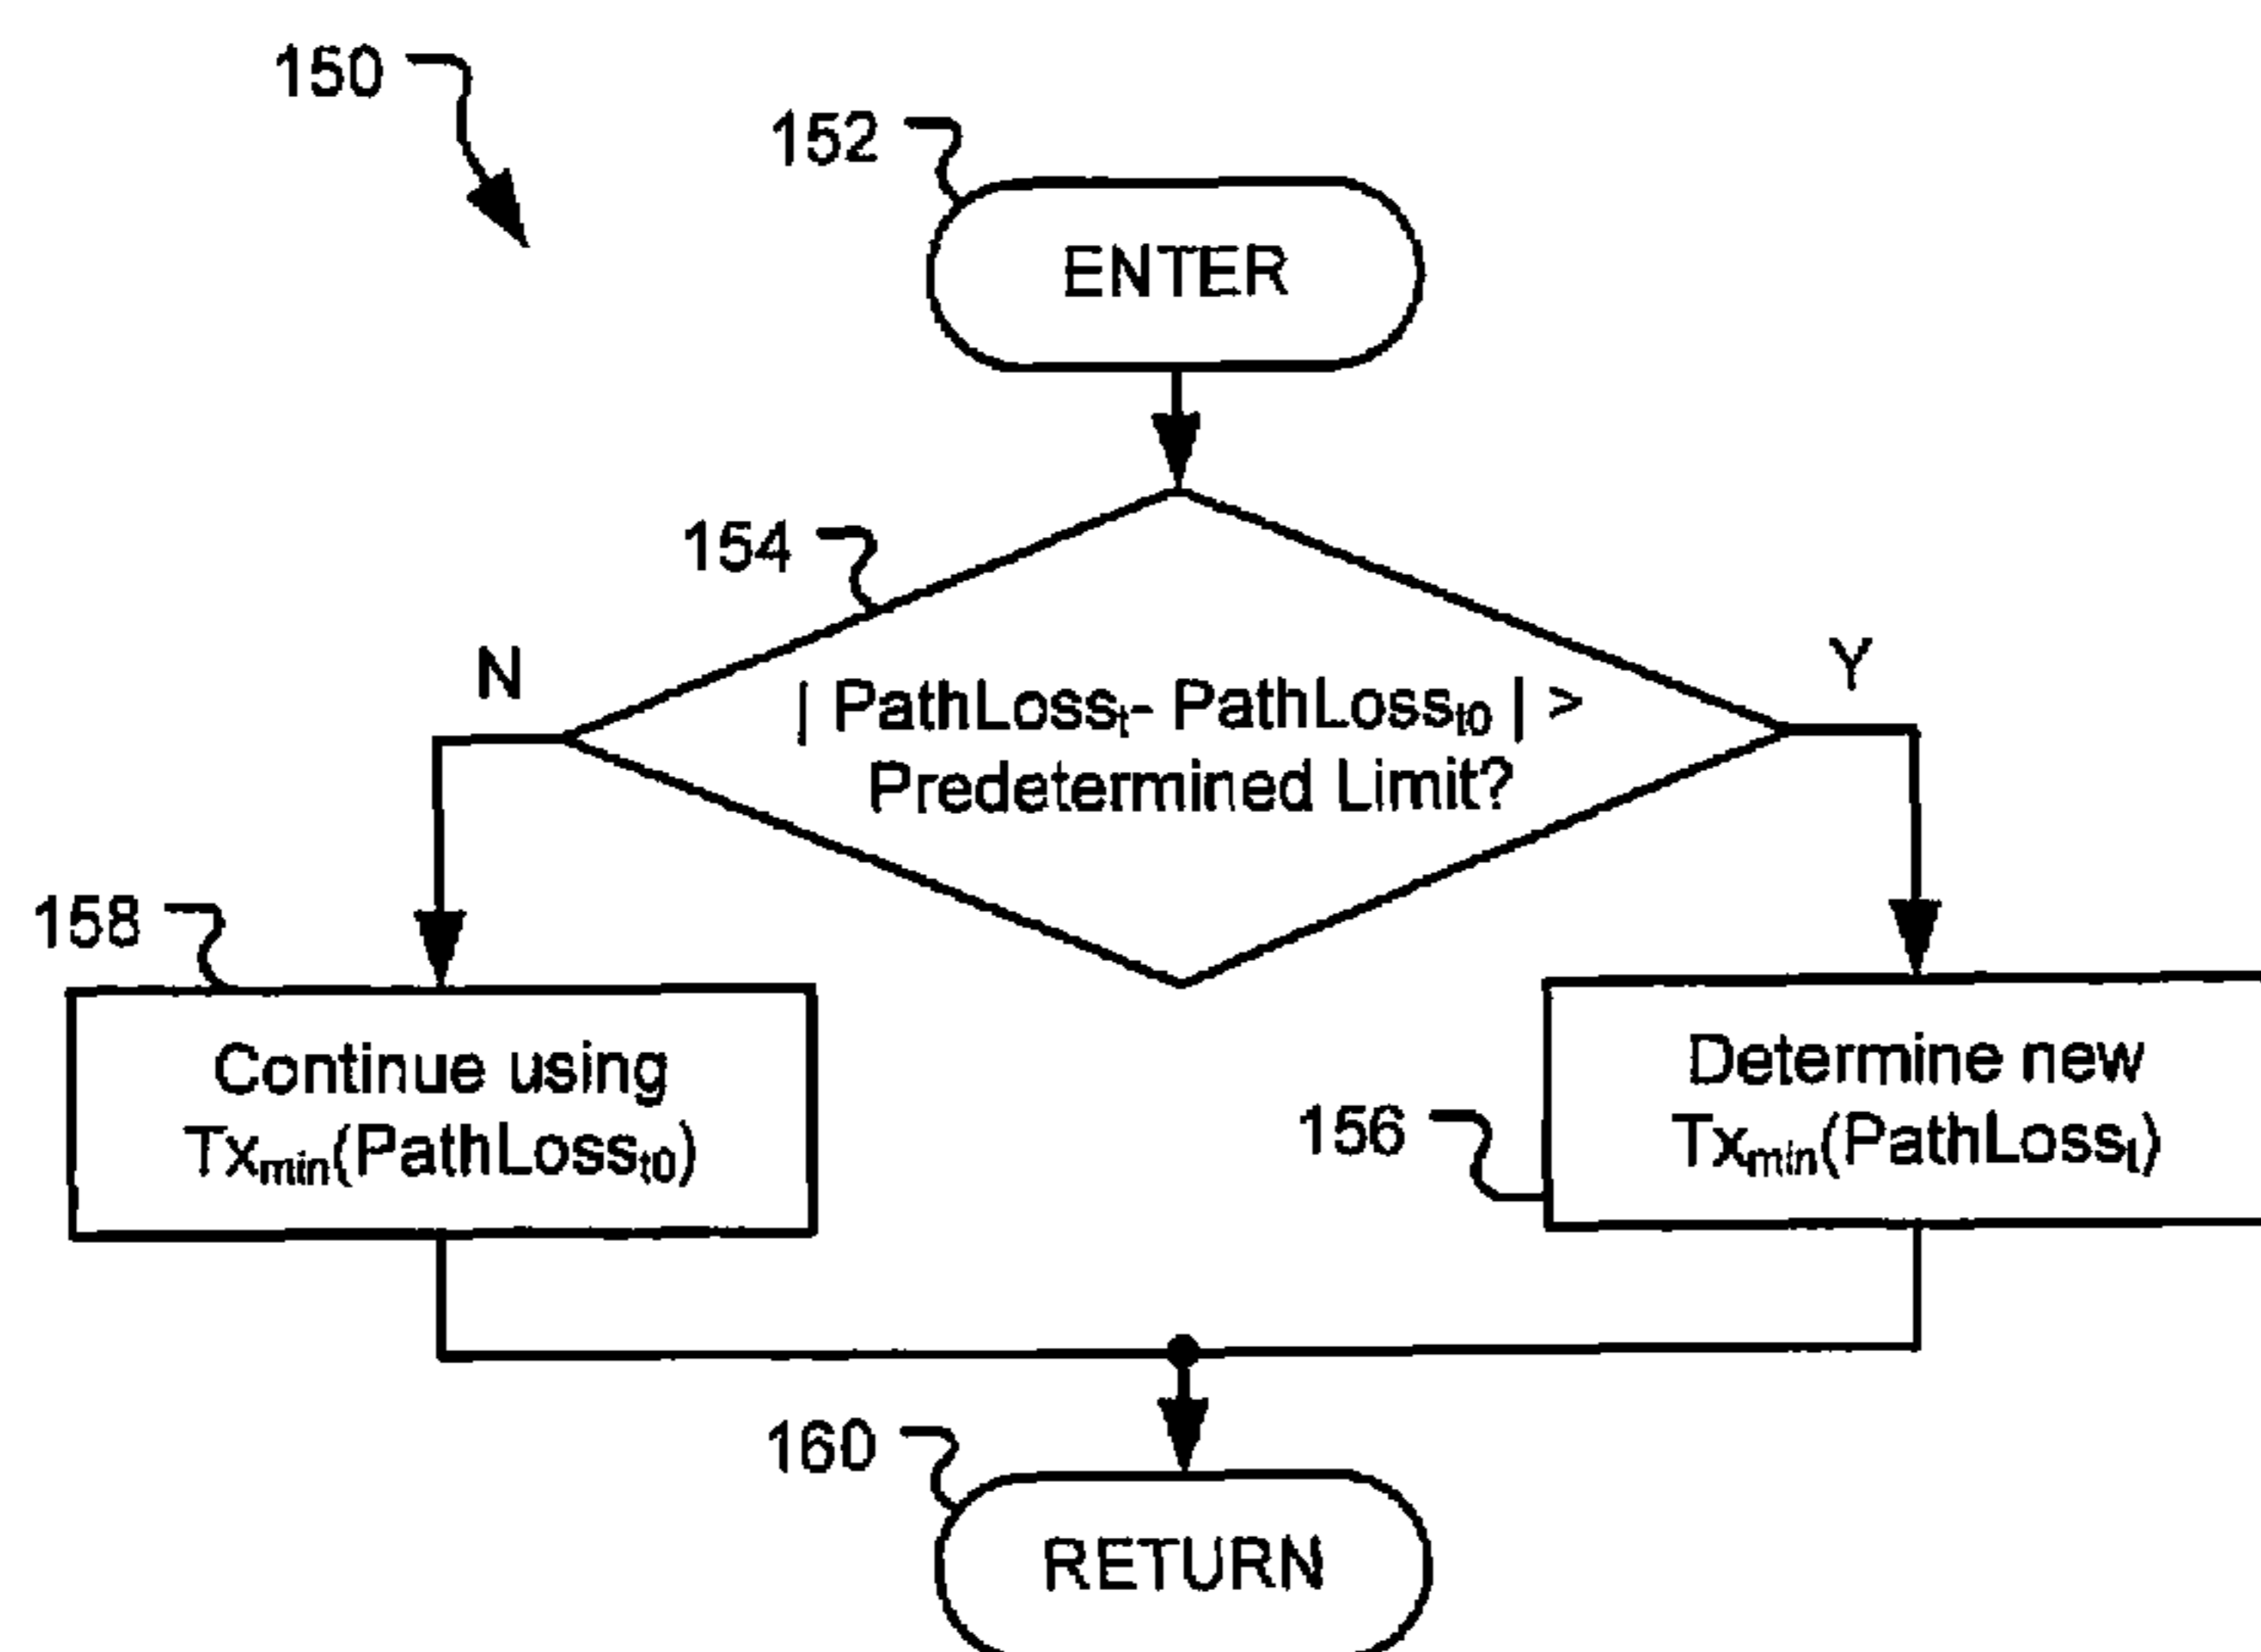 150
152
ENTER
154
N
Y
| PathLossₜ- PathLossₜ₀ | >
Predetermined Limit?
158
Continue using
Txₘᵢₙ(PathLossₜ₀)
Determine new
156
Txₘᵢₙ(PathLossₜ)
160
RETURN